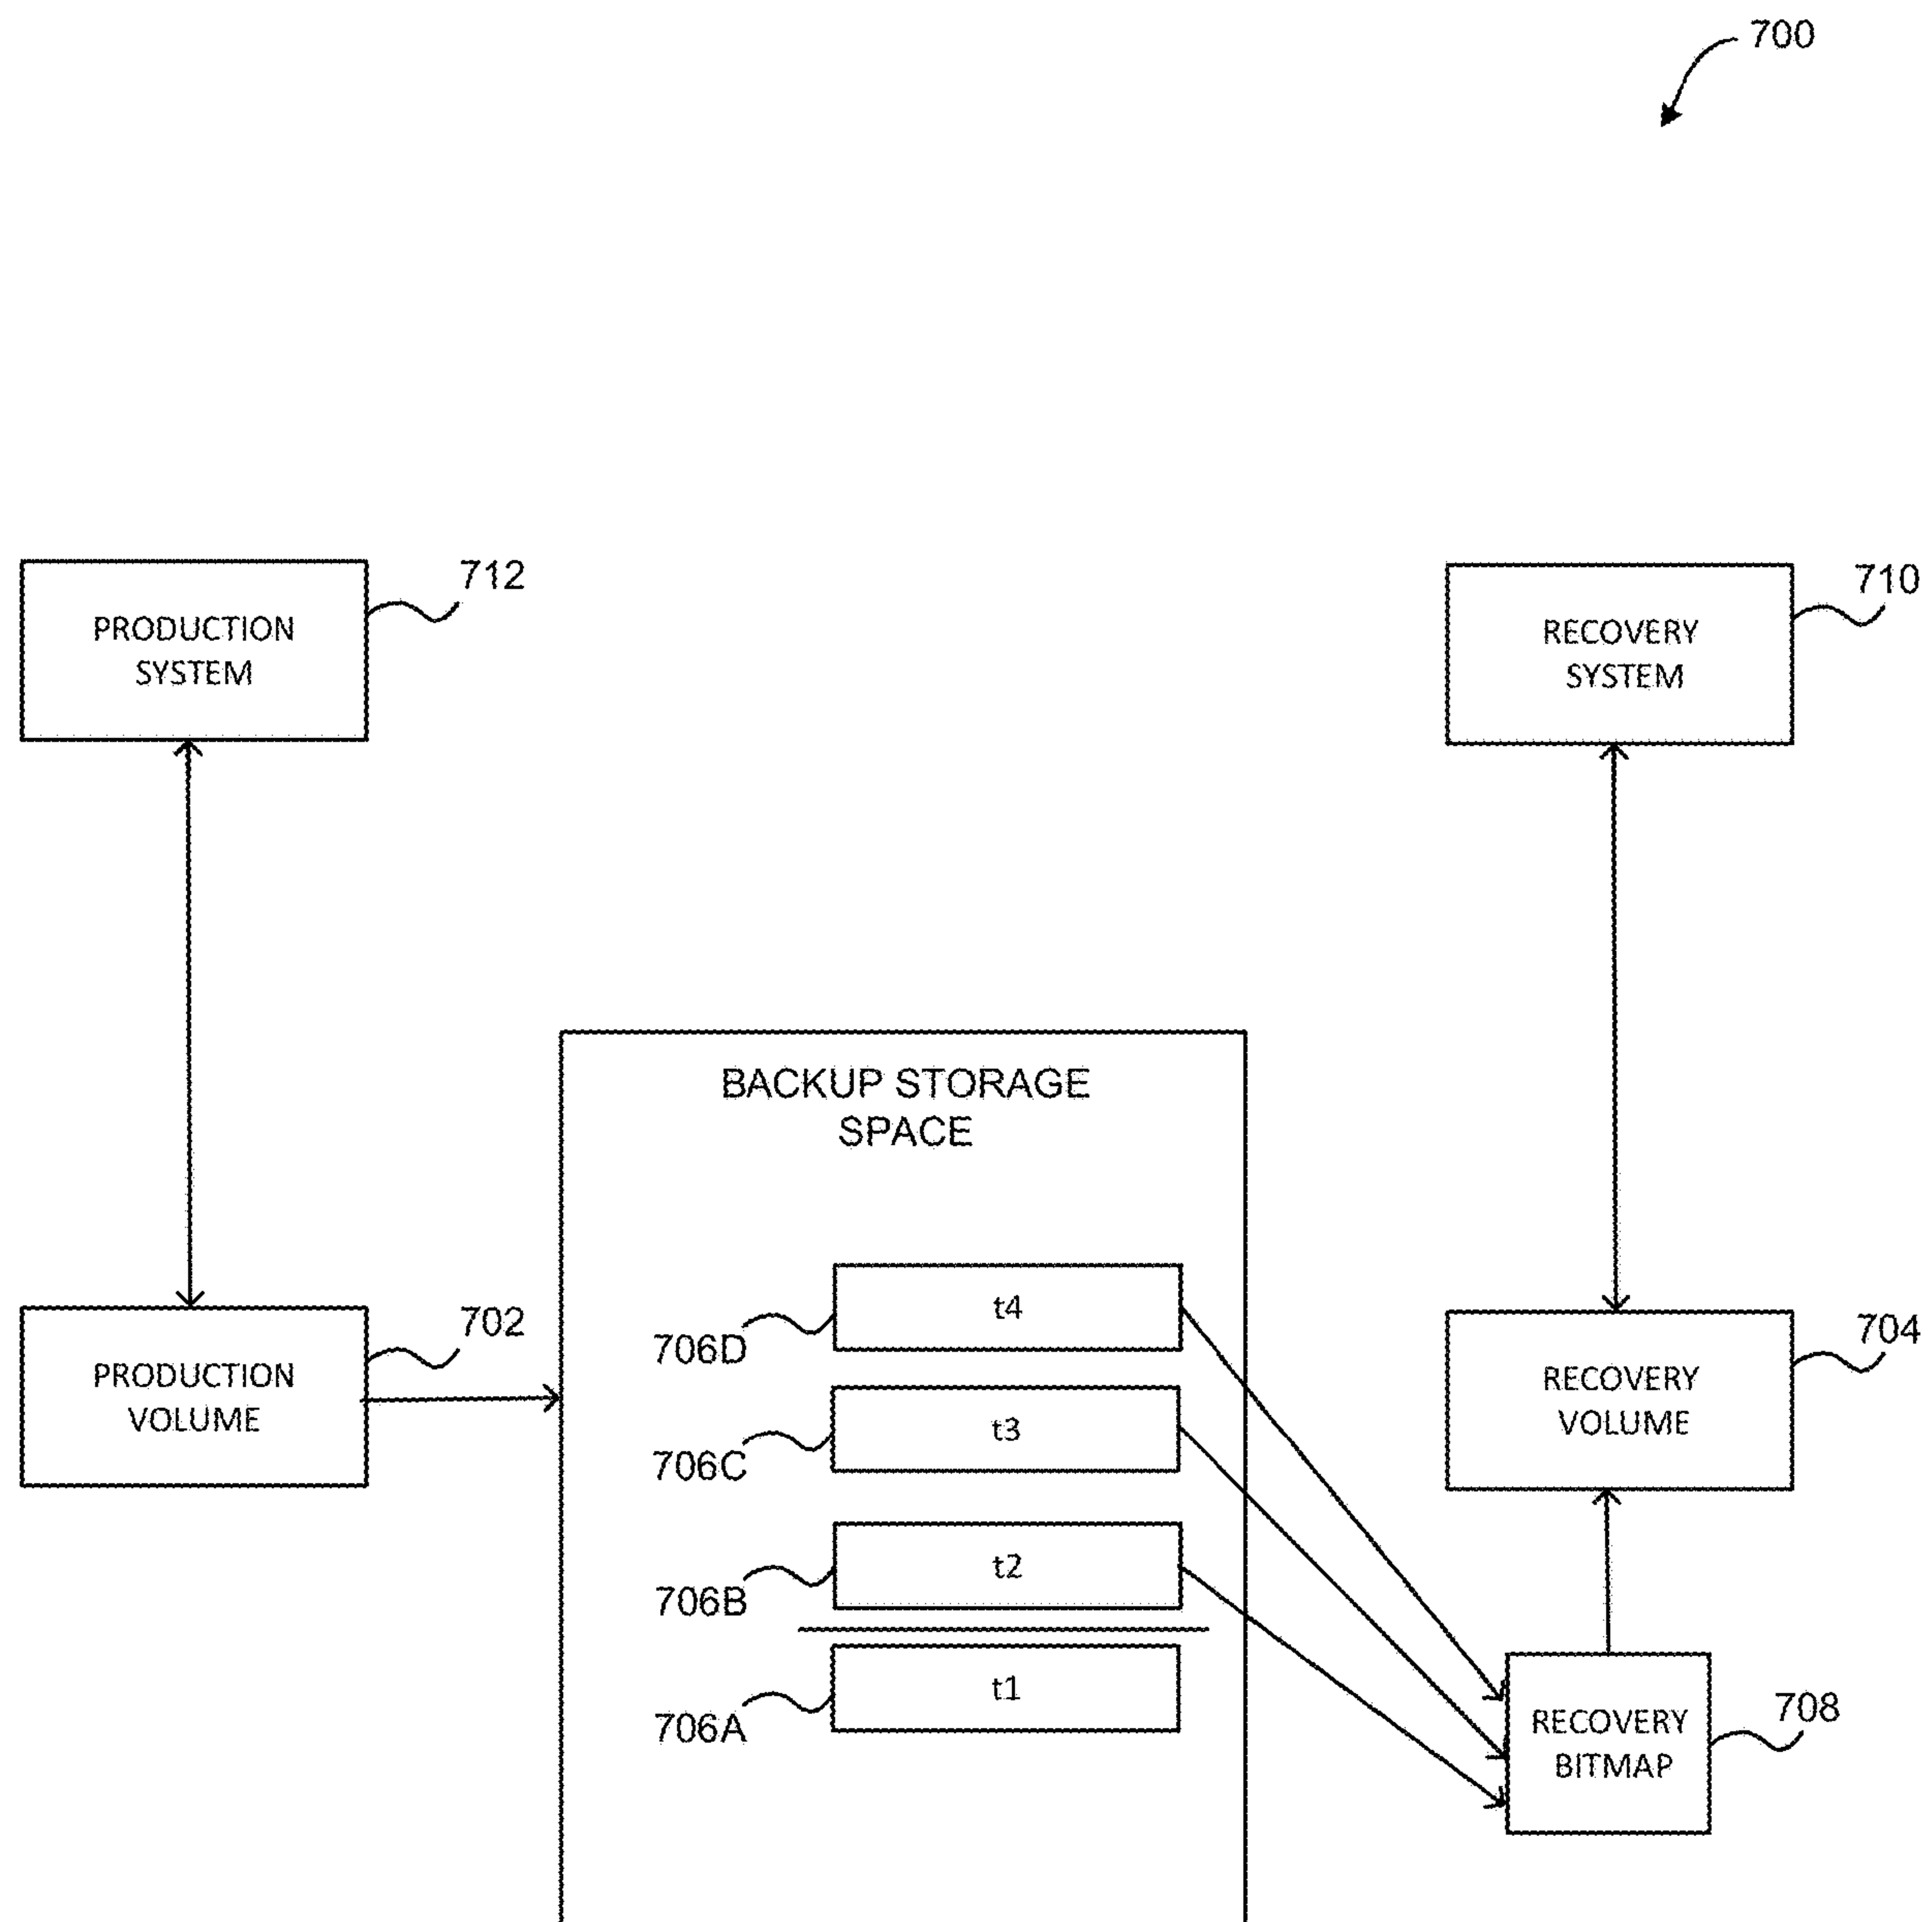 700
PRODUCTION
SYSTEM
712
RECOVERY
SYSTEM
710
BACKUP STORAGE
SPACE
PRODUCTION
VOLUME
702
t4
706D
t3
706C
t2
706B
t1
706A
RECOVERY
VOLUME
704
RECOVERY
BITMAP
708